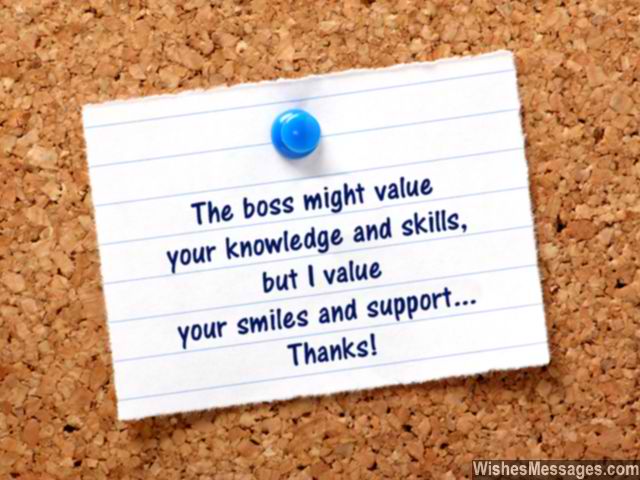 The boss might value
your knowledge and skills,
but I value
your smiles and support...
Thanks!
WishesMessages.com